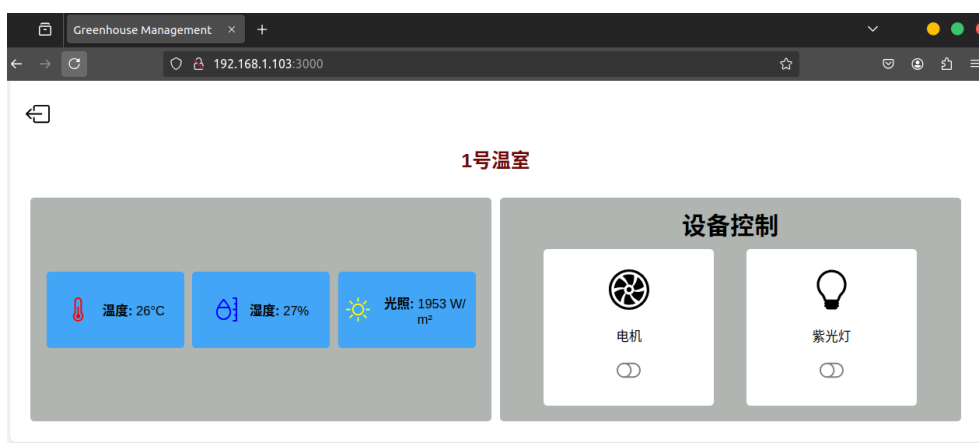 Greenhouse Management
192.168.1.103:3000
1号温室
温度: 26°C
湿度: 27%
光照: 1953 W/
m²
设备控制
电机
紫光灯